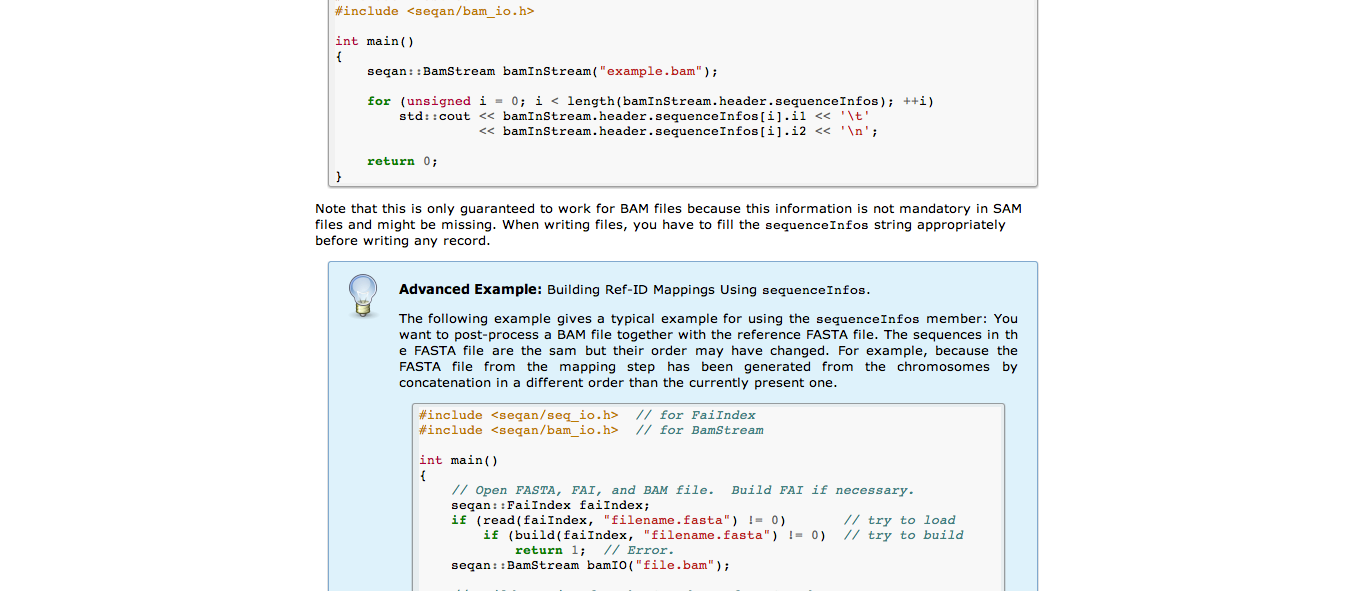 #include <seqan/bam_io.h>
int main()
{
    seqan::BamStream bamInStream("example.bam");
    for (unsigned i = 0; i < length(bamInStream.header.sequenceInfos); ++i)
        std::cout << bamInStream.header.sequenceInfos[i].i1 << '\t'
                  << bamInStream.header.sequenceInfos[i].i2 << '\n';
    return 0;
}
Note that this is only guaranteed to work for BAM files because this information is not mandatory in SAM
files and might be missing. When writing files, you have to fill the sequenceInfos string appropriately
before writing any record.
Advanced Example: Building Ref-ID Mappings Using sequenceInfos.
The following example gives a typical example for using the sequenceInfos member: You
want to post-process a BAM file together with the reference FASTA file. The sequences in th
e FASTA file are the sam but their order may have changed. For example, because the
FASTA file from the mapping step has been generated from the chromosomes by
concatenation in a different order than the currently present one.
#include <seqan/seq_io.h>  // for FaiIndex
#include <seqan/bam_io.h>  // for BamStream
int main()
{
    // Open FASTA, FAI, and BAM file.  Build FAI if necessary.
    seqan::FaiIndex faiIndex;
    if (read(faiIndex, "filename.fasta") != 0)       // try to load
        if (build(faiIndex, "filename.fasta") != 0)  // try to build
            return 1;  // Error.
    seqan::BamStream bamIO("file.bam");